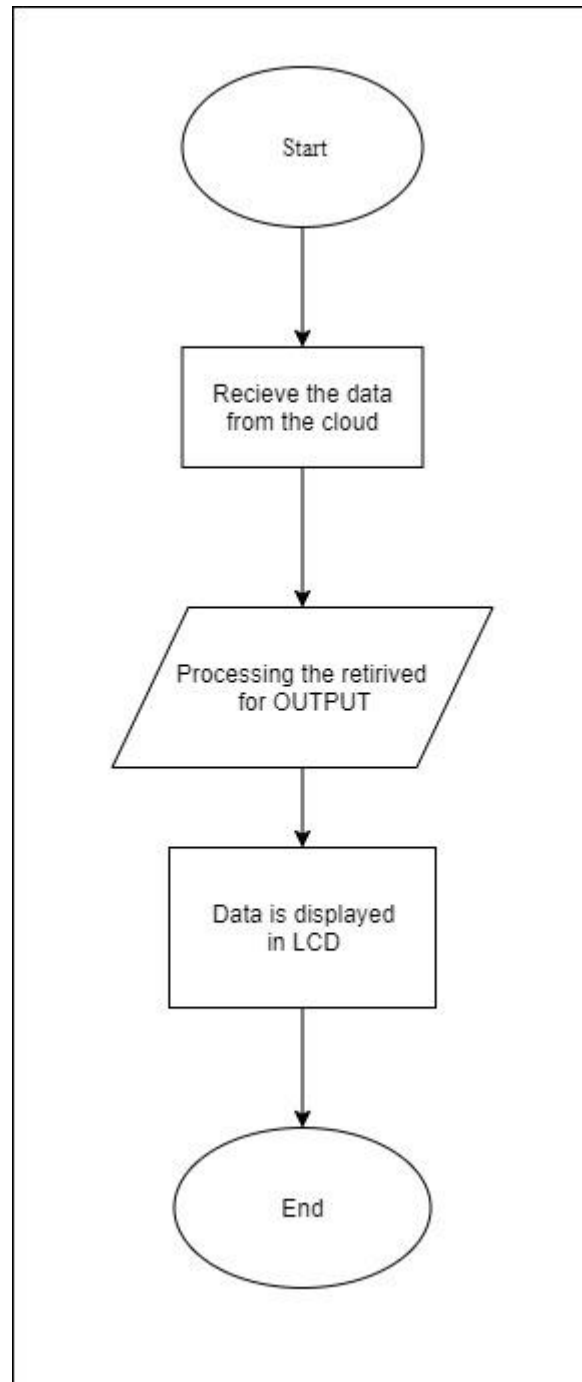 Start
Recieve the data
from the cloud
Processing the retirived
for OUTPUT
Data is displayed
in LCD
End